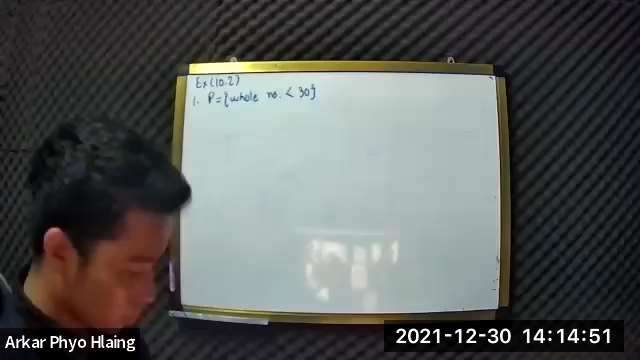 Ex (10.2)
1. P = {whole no. < 30}
Arkar Phyo Hlaing
2021-12-30 14:14:51